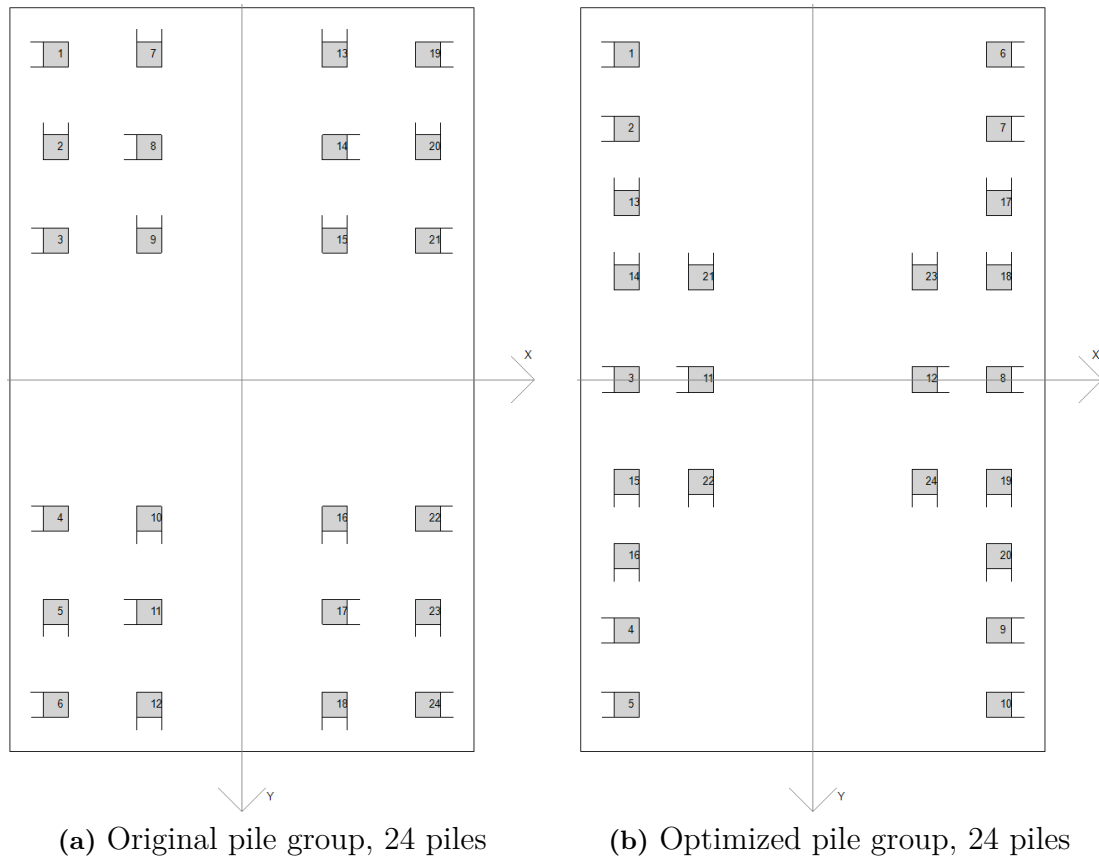 1 7 13 19 1 6
2 8 14 20 2 7
3 9 15 21 13 17
14 21 23 18
X X
3 11 12 8
4 10 16 22 15 22 24 19
5 11 17 23 16 20
4 9
6 12 18 24 5 10
Y Y
(a) Original pile group, 24 piles (b) Optimized pile group, 24 piles